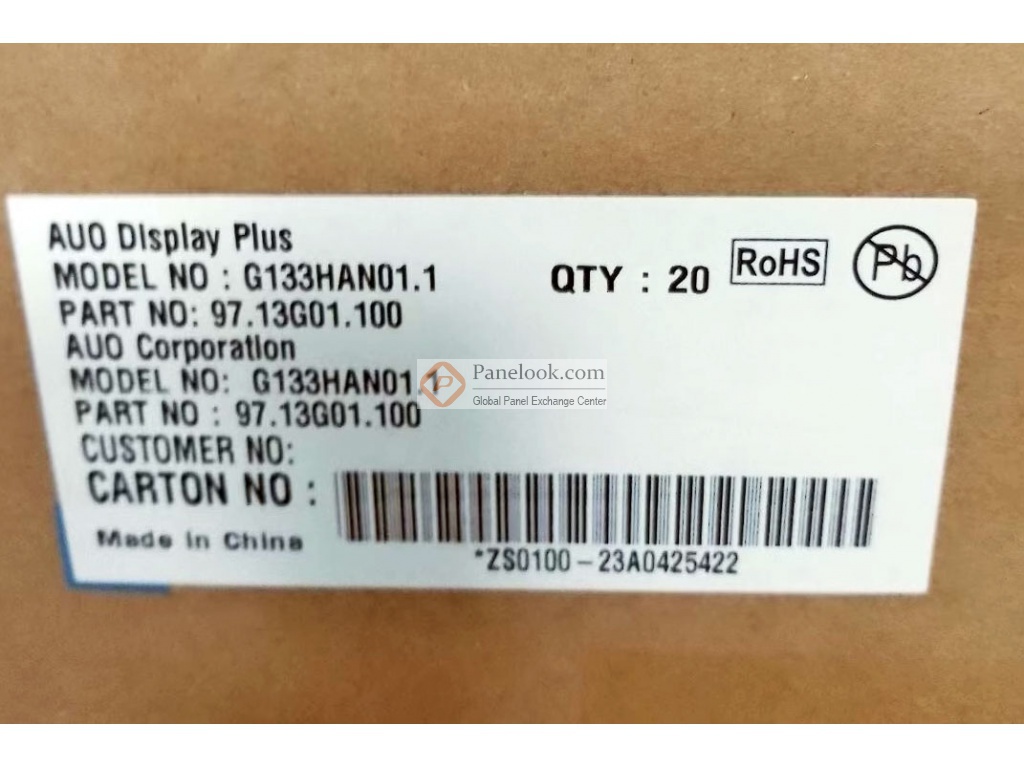 AUO Display Plus
MODEL NO : G133HAN01.1
QTY : 20
RoHS
Pb
PART NO: 97.13G01.100
AUO Corporation
MODEL NO: G133HAN01.1
PART NO : 97.13G01.100
CUSTOMER NO:
CARTON NO :
Made in China
*ZS0100-23A0425422
Panelook.com
Global Panel Exchange Center